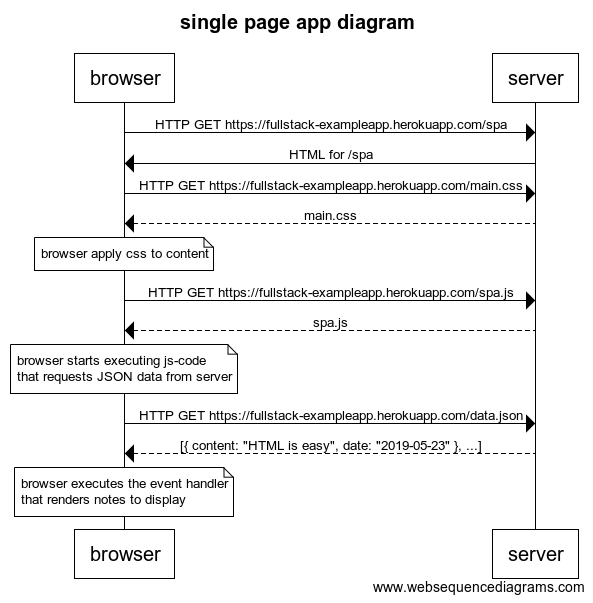 single page app diagram
browser
server
HTTP GET https://fullstack-exampleapp.herokuapp.com/spa
HTML for /spa
HTTP GET https://fullstack-exampleapp.herokuapp.com/main.css
main.css
browser apply css to content
HTTP GET https://fullstack-exampleapp.herokuapp.com/spa.js
spa.js
browser starts executing js-code
that requests JSON data from server
HTTP GET https://fullstack-exampleapp.herokuapp.com/data.json
[{ content: "HTML is easy", date: "2019-05-23" }, ...]
browser executes the event handler
that renders notes to display
browser
server
www.websequencediagrams.com